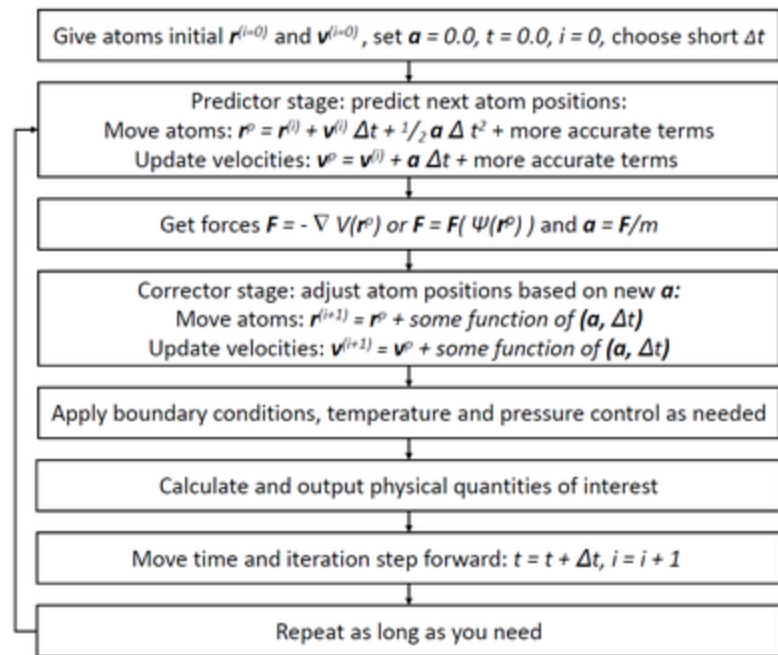 Give atoms initial r⁽ⁱ⁼⁰⁾ and v⁽ⁱ⁼⁰⁾ , set a = 0.0, t = 0.0, i = 0, choose short Δt
Predictor stage: predict next atom positions:
Move atoms: rᵖ = r⁽ⁱ⁾ + v⁽ⁱ⁾ Δt + ¹/₂ a Δ t² + more accurate terms
Update velocities: vᵖ = v⁽ⁱ⁾ + a Δt + more accurate terms
Get forces F = - ∇ V(rᵖ) or F = F( Ψ(rᵖ) ) and a = F/m
Corrector stage: adjust atom positions based on new a:
Move atoms: r⁽ⁱ⁺¹⁾ = rᵖ + some function of (a, Δt)
Update velocities: v⁽ⁱ⁺¹⁾ = vᵖ + some function of (a, Δt)
Apply boundary conditions, temperature and pressure control as needed
Calculate and output physical quantities of interest
Move time and iteration step forward: t = t + Δt, i = i + 1
Repeat as long as you need